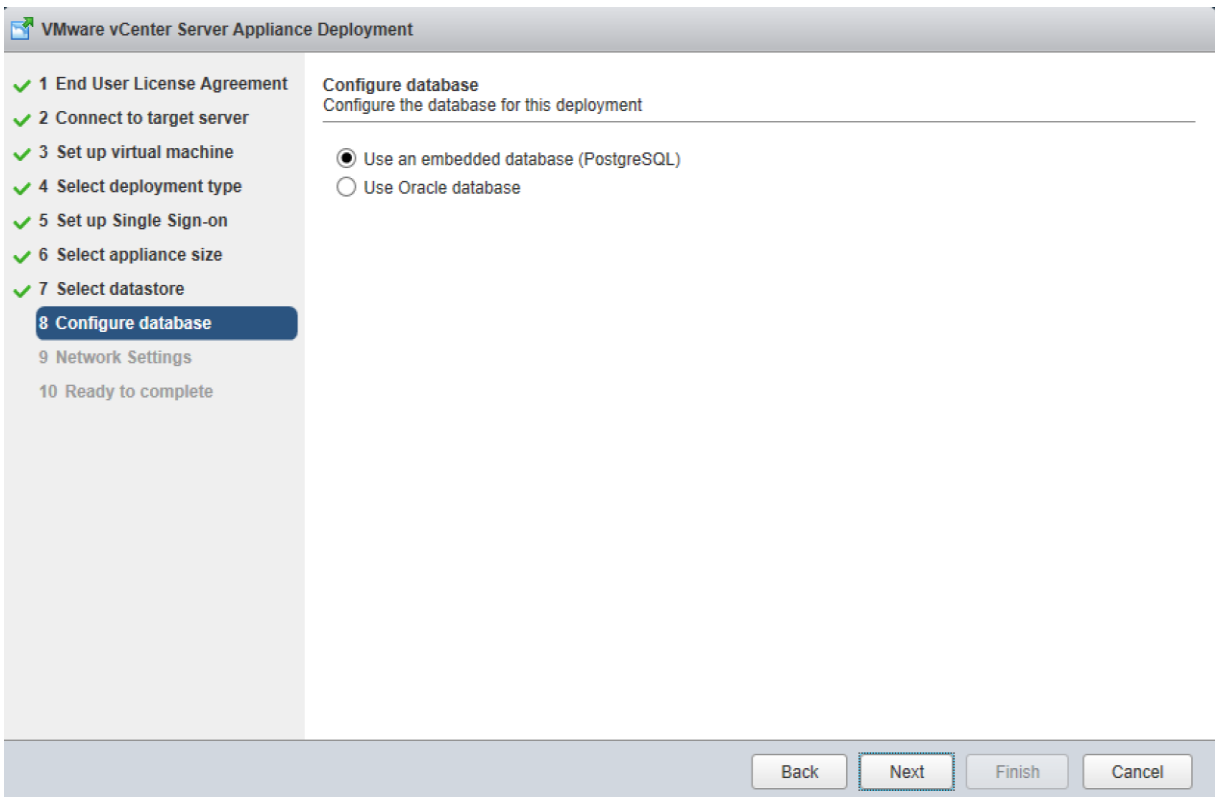 VMware vCenter Server Appliance Deployment
1 End User License Agreement
2 Connect to target server
3 Set up virtual machine
4 Select deployment type
5 Set up Single Sign-on
6 Select appliance size
7 Select datastore
8 Configure database
9 Network Settings
10 Ready to complete
Configure database
Configure the database for this deployment
Use an embedded database (PostgreSQL)
Use Oracle database
Back
Next
Finish
Cancel